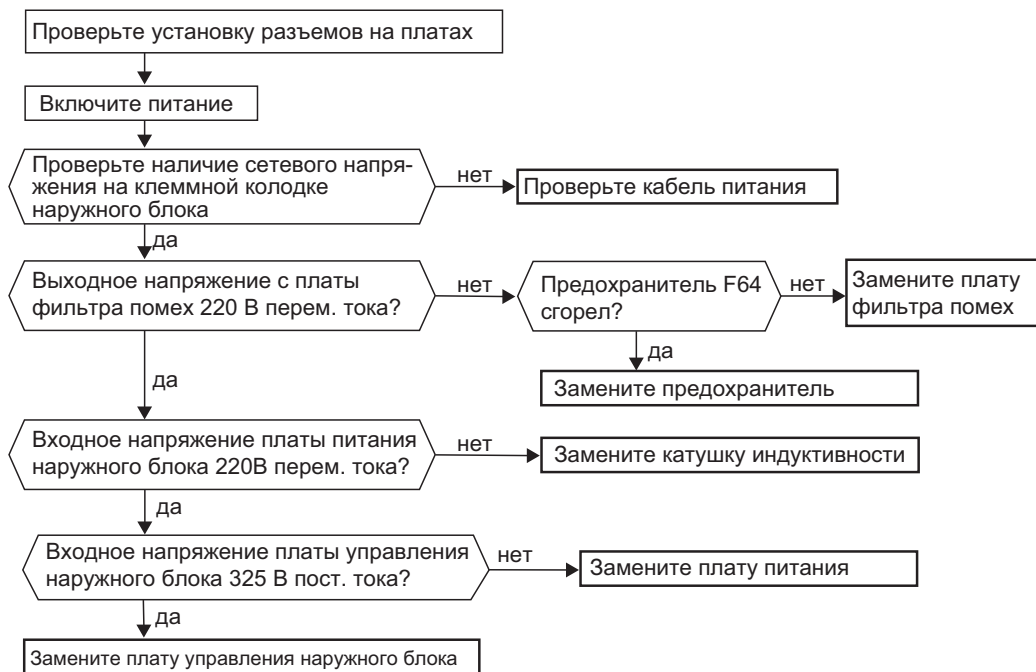 Проверьте установку разъемов на платах
Включите питание
Проверьте наличие сетевого напря-
жения на клеммной колодке
наружного блока
нет
Проверьте кабель питания
да
Выходное напряжение с платы
фильтра помех 220 В перем. тока?
нет
Предохранитель F64
сгорел?
нет
Замените плату
фильтра помех
да
Замените предохранитель
да
Входное напряжение платы питания
наружного блока 220В перем. тока?
нет
Замените катушку индуктивности
да
Входное напряжение платы управления
наружного блока 325 В пост. тока?
нет
Замените плату питания
да
Замените плату управления наружного блока